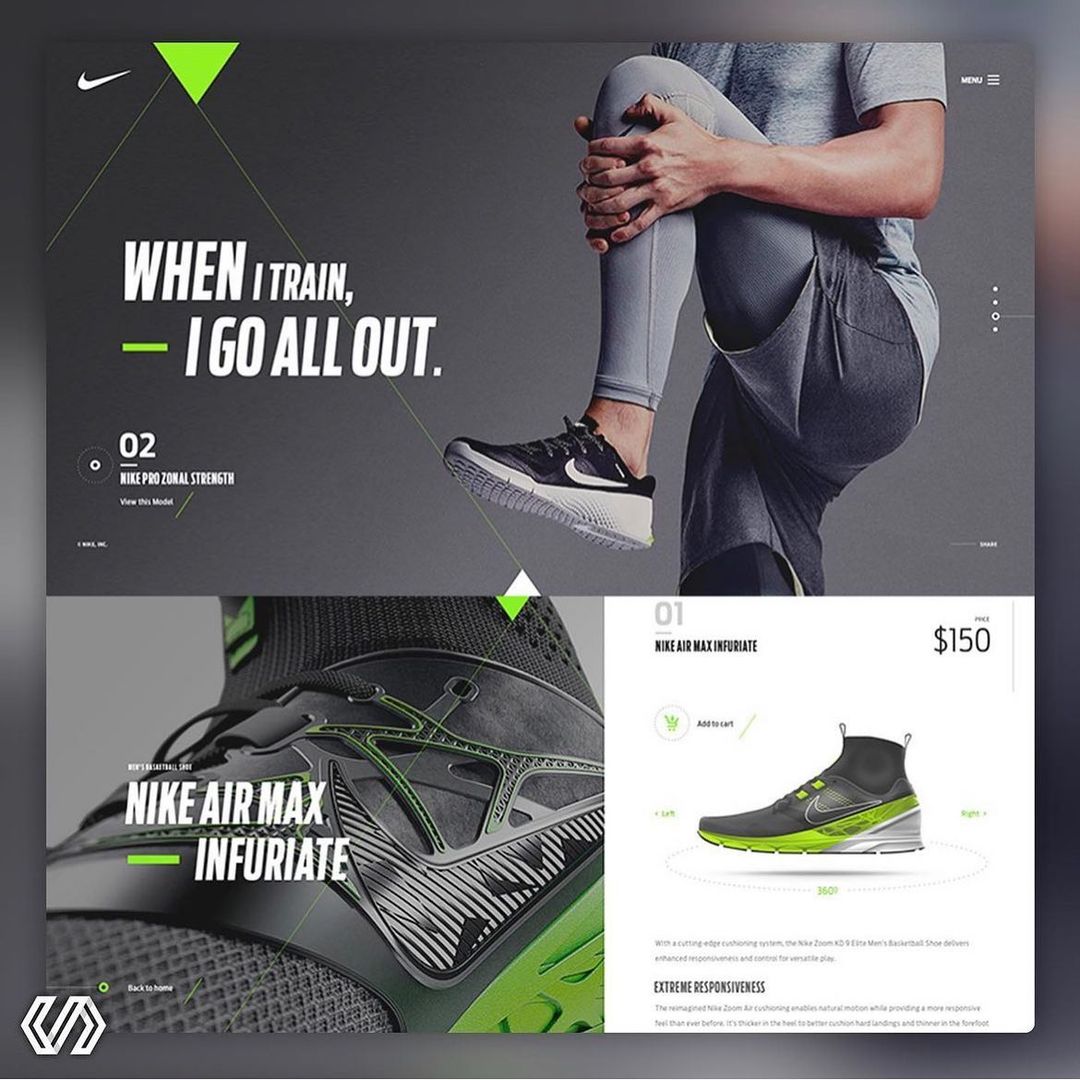 MENU
WHEN I TRAIN,
I GO ALL OUT.
02
NIKE PRO ZONAL STRENGTH
View this Model
© NIKE, INC.
SHARE
MEN'S BASKETBALL SHOE
NIKE AIR MAX
INFURIATE
Back to home
01
NIKE AIR MAX INFURIATE
PRICE
$150
Add to cart
‹ Left
Right ›
360º
With a cutting-edge cushioning system, the Nike Zoom KD 9 Elite Men's Basketball Shoe delivers
enhanced responsiveness and control for versatile play.
EXTREME RESPONSIVENESS
The reimagined Nike Zoom Air cushioning enables natural motion while providing a more responsive
feel than ever before. It's thicker in the heel to better cushion hard landings and thinner in the forefoot